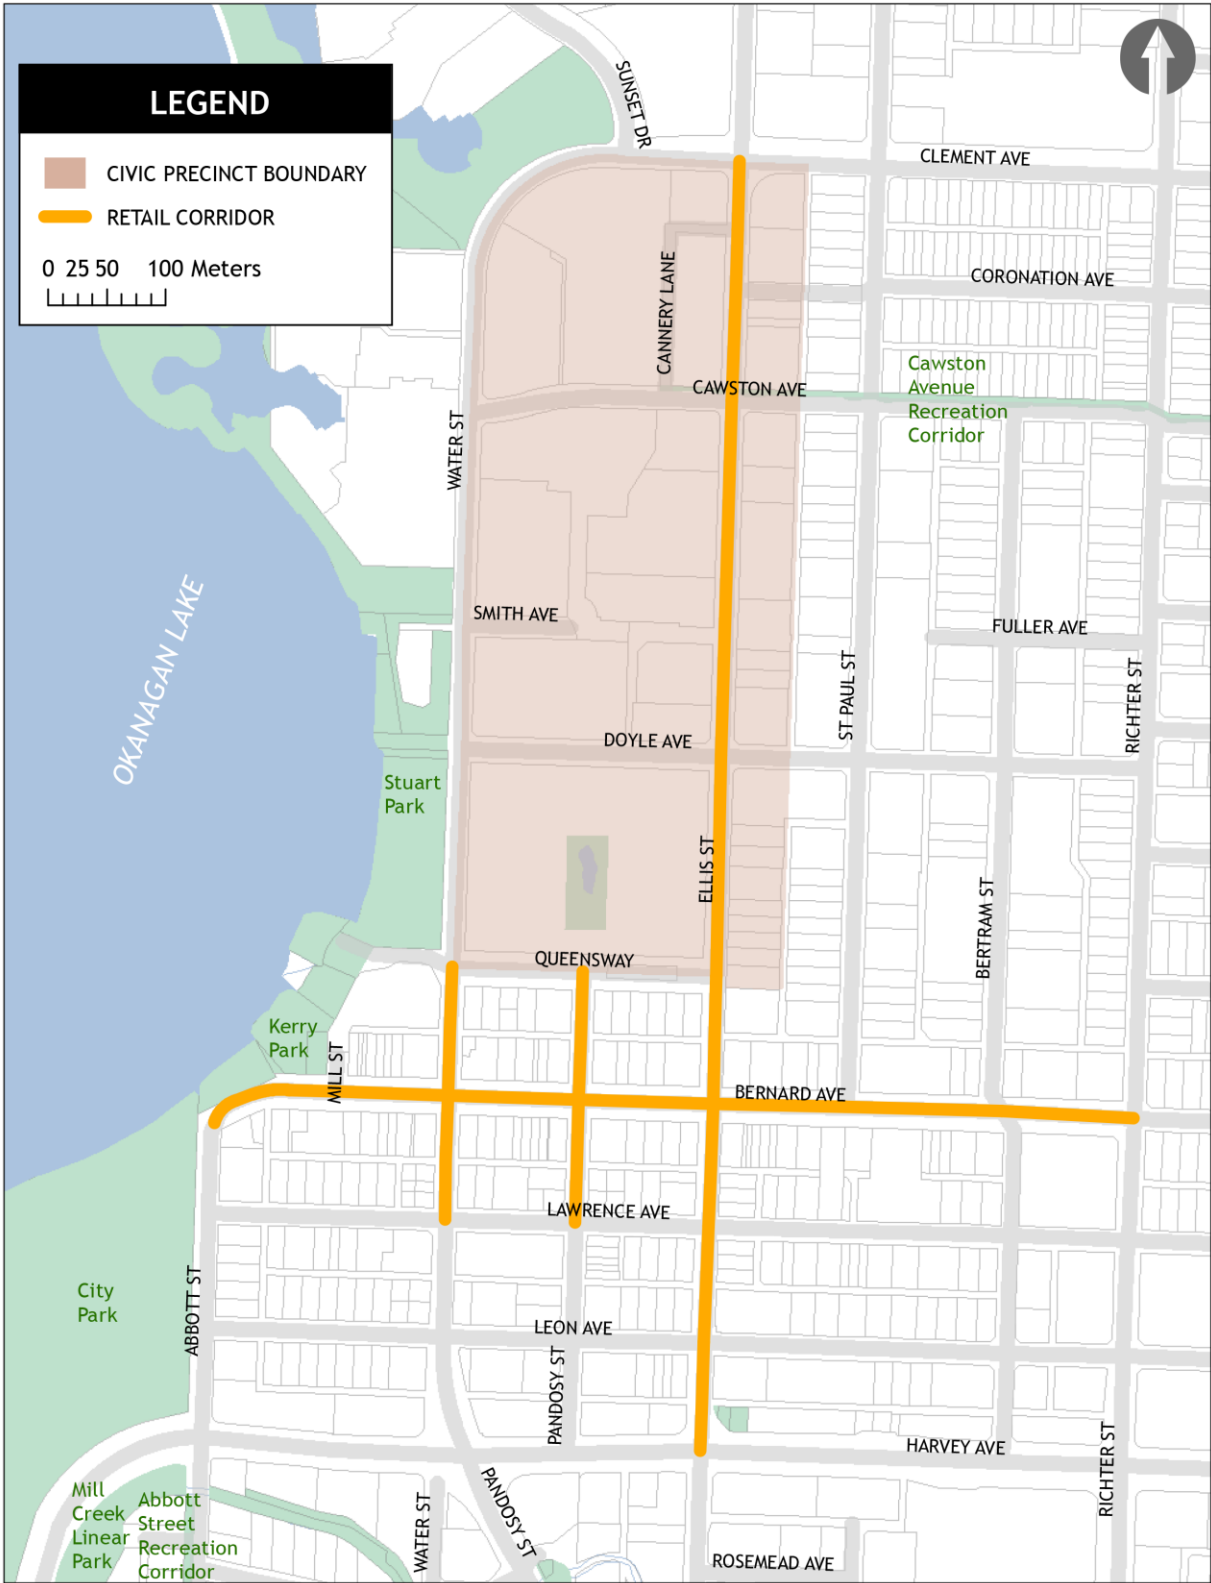 SUNSET DR
LEGEND
CIVIC PRECINCT BOUNDARY
RETAIL CORRIDOR
0 25 50 100 Meters
CLEMENT AVE
CORONATION AVE
CANNERY LANE
CAWSTON AVE
Cawston
Avenue
Recreation
Corridor
WATER ST
OKANAGAN LAKE
SMITH AVE
FULLER AVE
ST PAUL ST
RICHTER ST
DOYLE AVE
Stuart
Park
ELLIS ST
BERTRAM ST
QUEENSWAY
Kerry
Park
MILL ST
BERNARD AVE
LAWRENCE AVE
City
Park
ABBOTT ST
LEON AVE
PANDOSY ST
HARVEY AVE
RICHTER ST
Mill
Creek
Linear
Park
Abbott
Street
Recreation
Corridor
WATER ST
PANDOSY ST
ROSEMEAD AVE